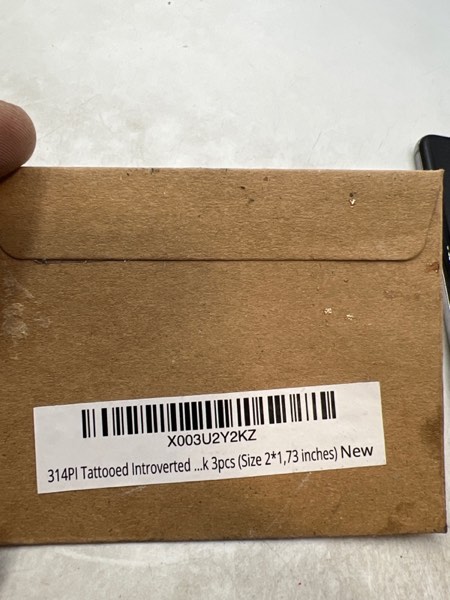 X003U2Y2KZ
314PI Tattooed Introverted ...k 3pcs (Size 2*1,73 inches) New